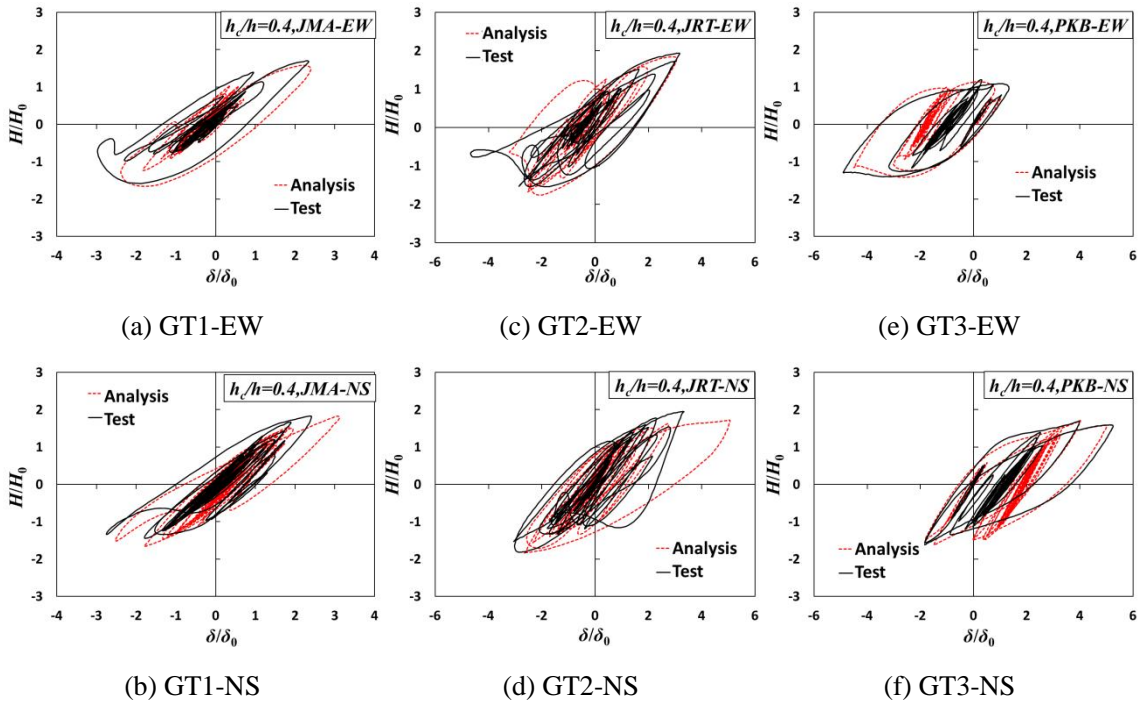 h_c/h=0.4,JMA-EW
Analysis
Test
H/H_0
3
2
1
0
-1
-2
-3
-4 -3 -2 -1 0 1 2 3 4
δ/δ_0
(a) GT1-EW
h_c/h=0.4,JRT-EW
Analysis
Test
H/H_0
3
2
1
0
-1
-2
-3
-6 -4 -2 0 2 4 6
δ/δ_0
(c) GT2-EW
h_c/h=0.4,PKB-EW
Analysis
Test
H/H_0
3
2
1
0
-1
-2
-3
-6 -4 -2 0 2 4 6
δ/δ_0
(e) GT3-EW
h_c/h=0.4,JMA-NS
Analysis
Test
H/H_0
3
2
1
0
-1
-2
-3
-4 -3 -2 -1 0 1 2 3 4
δ/δ_0
(b) GT1-NS
h_c/h=0.4,JRT-NS
Analysis
Test
H/H_0
3
2
1
0
-1
-2
-3
-6 -4 -2 0 2 4 6
δ/δ_0
(d) GT2-NS
h_c/h=0.4,PKB-NS
Analysis
Test
H/H_0
3
2
1
0
-1
-2
-3
-6 -4 -2 0 2 4 6
δ/δ_0
(f) GT3-NS